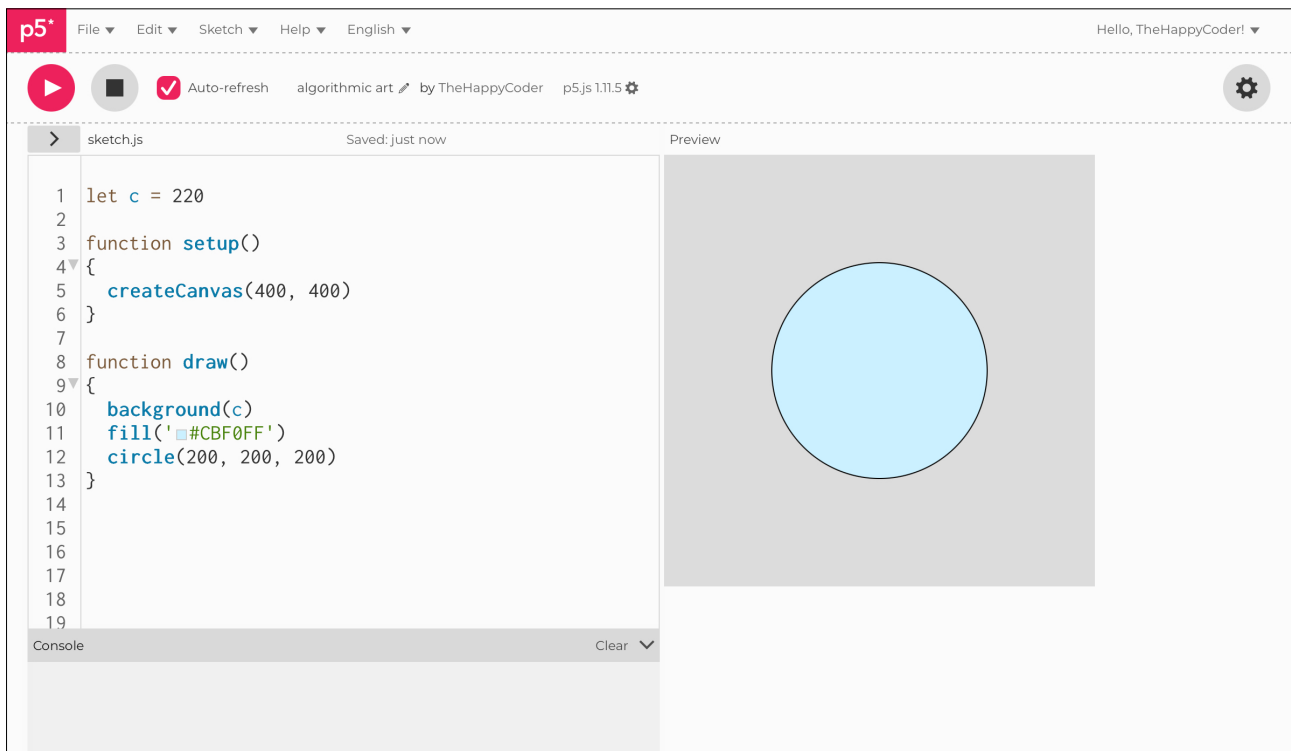 p5* File Edit Sketch Help English Hello, TheHappyCoder!
Auto-refresh algorithmic art by TheHappyCoder p5.js 1.11.5
sketch.js Saved: just now Preview
1 let c = 220
2
3 function setup()
4 {
5 createCanvas(400, 400)
6 }
7
8 function draw()
9 {
10 background(c)
11 fill('#CBF0FF')
12 circle(200, 200, 200)
13 }
14
15
16
17
18
19
Console Clear